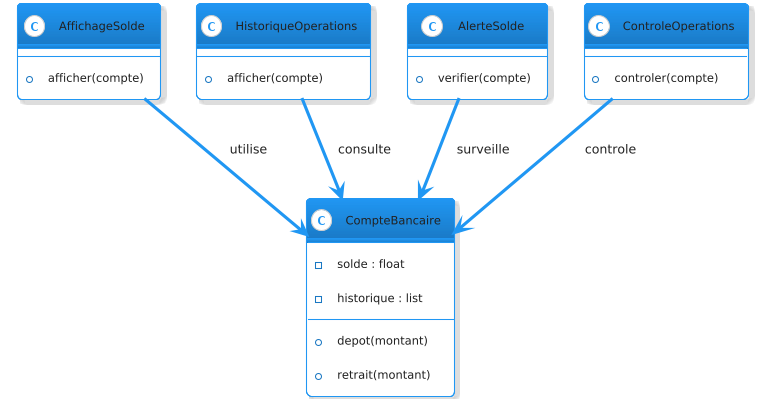 C AffichageSolde
afficher(compte)
C HistoriqueOperations
afficher(compte)
C AlerteSolde
verifier(compte)
C ControleOperations
controler(compte)
utilise
consulte
surveille
controle
C CompteBancaire
solde : float
historique : list
depot(montant)
retrait(montant)